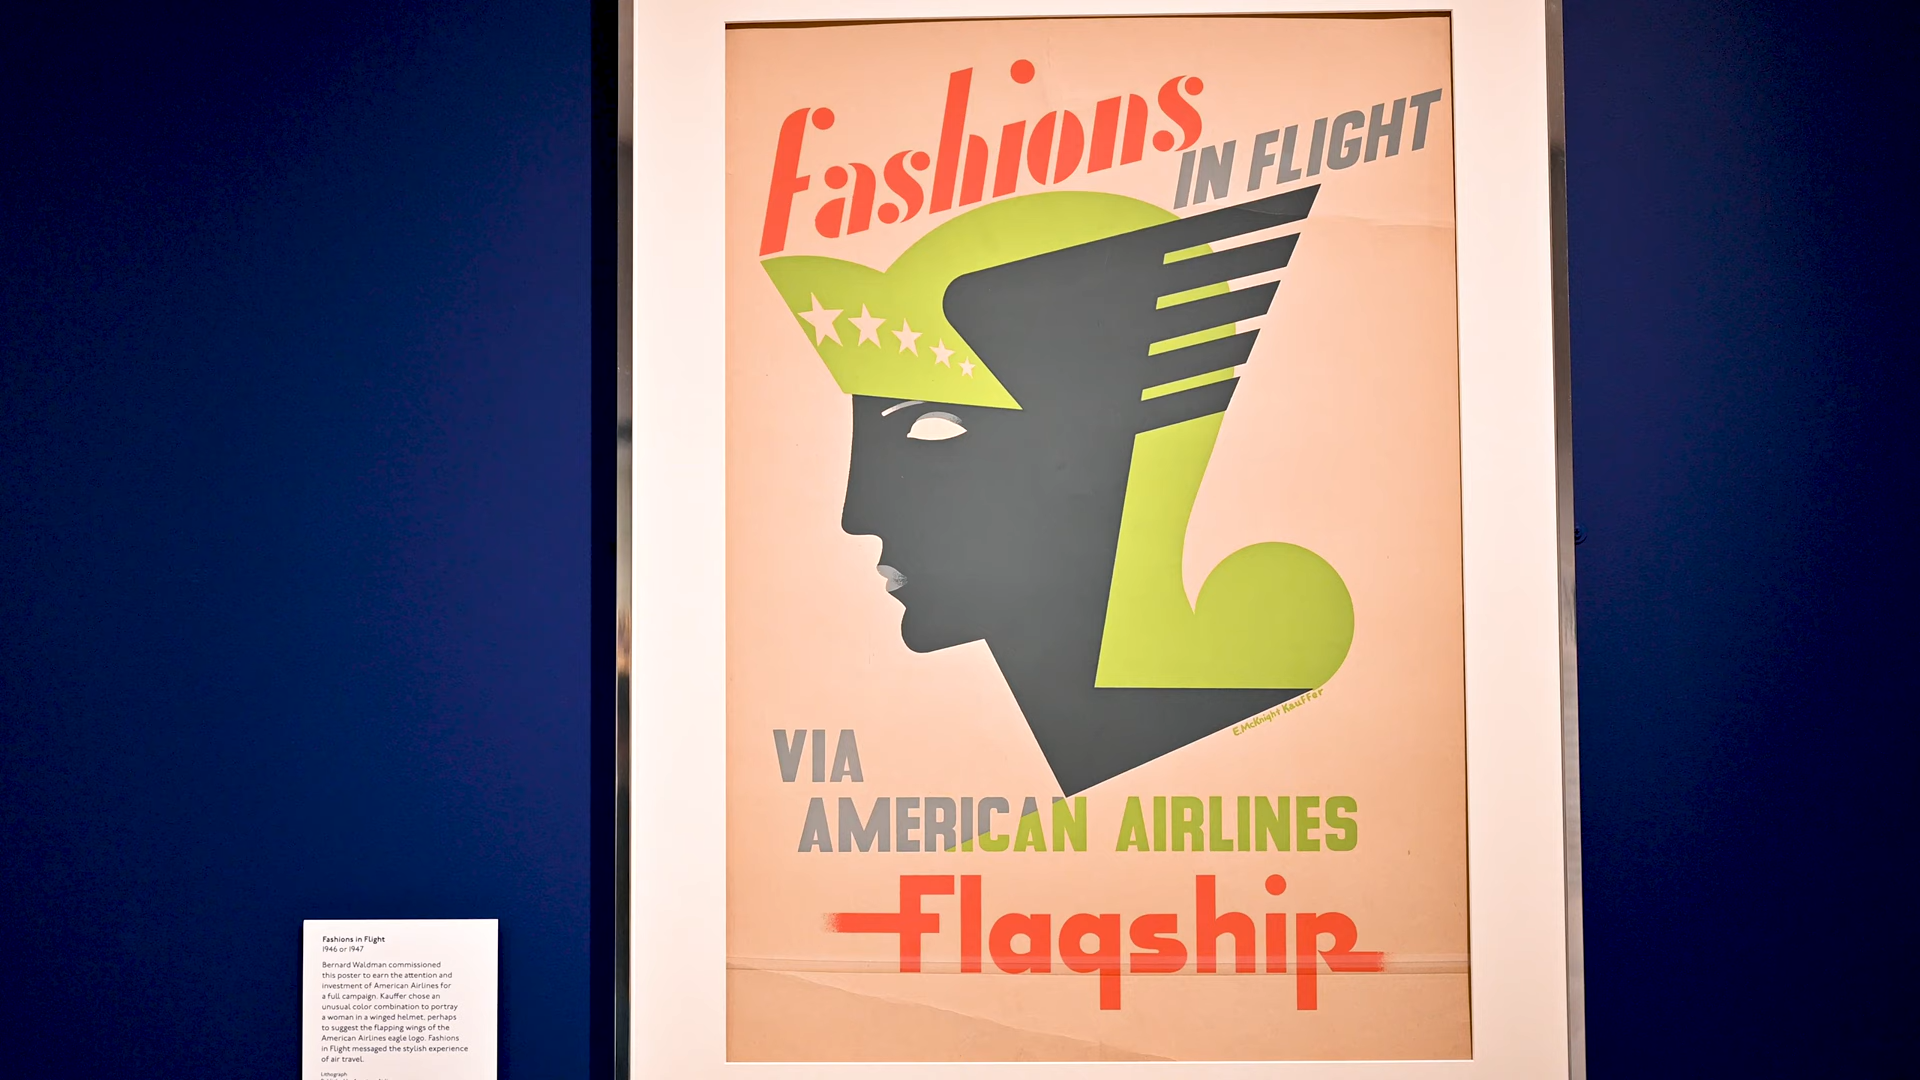 Fashions
IN FLIGHT
E. McKnight Kauffer
VIA
AMERICAN AIRLINES
Flagship
Fashions in Flight
1946 or 1947
Bernard Waldman commissioned
this poster to earn the attention and
investment of American Airlines for
a full campaign. Kauffer chose an
unusual color combination to portray
a woman in a winged helmet, perhaps
to suggest the flapping wings of the
American Airlines eagle logo. Fashions
in Flight messaged the stylish experience
of air travel.
Lithograph